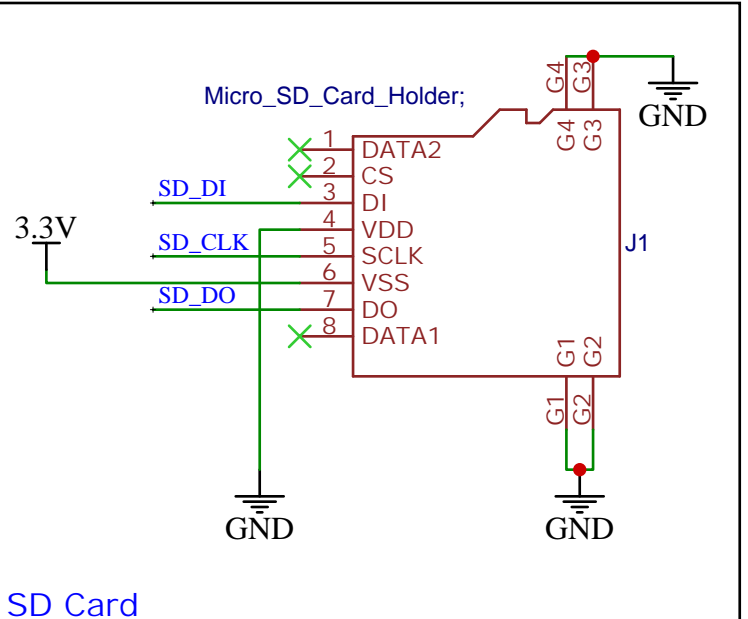 Micro_SD_Card_Holder;
G4
G3
GND
G4
G3
1
DATA2
2
CS
SD_DI
3
DI
3.3V
4
VDD
SD_CLK
5
SCLK
J1
6
VSS
SD_DO
7
DO
8
DATA1
G1
G2
G1
G2
GND
GND
SD Card